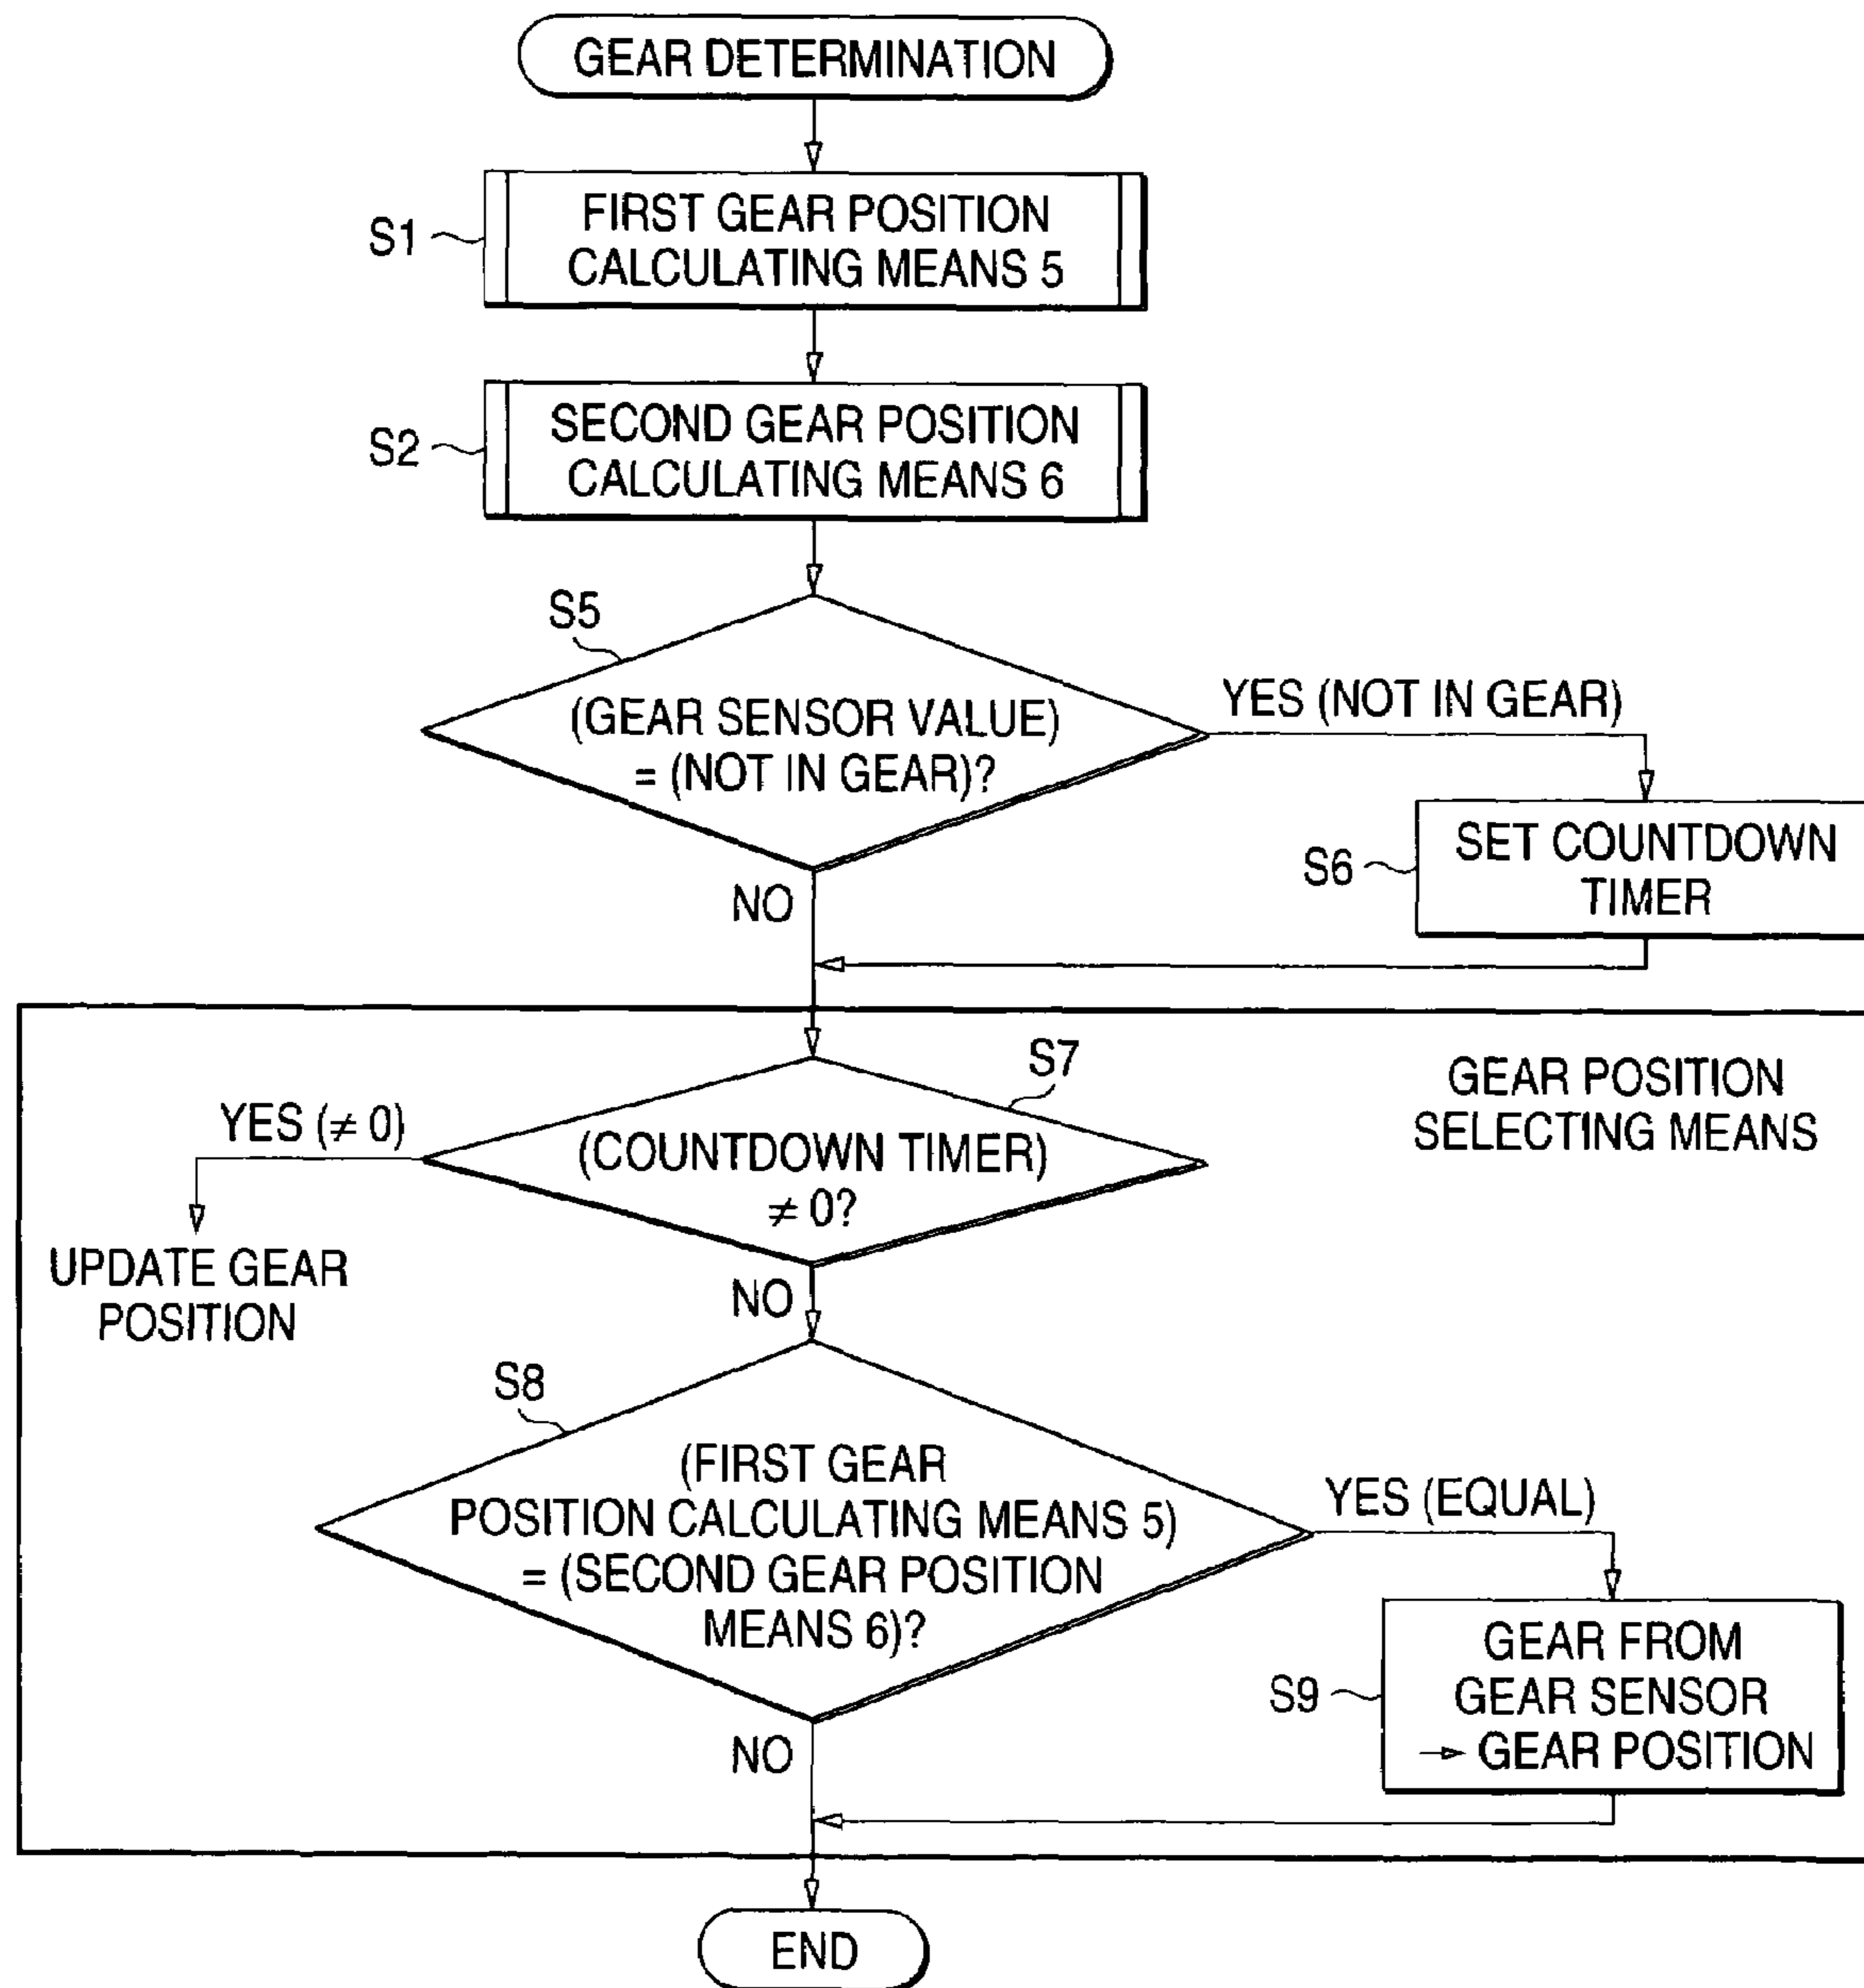 GEAR DETERMINATION
S1
FIRST GEAR POSITION
CALCULATING MEANS 5
S2
SECOND GEAR POSITION
CALCULATING MEANS 6
S5
(GEAR SENSOR VALUE)
= (NOT IN GEAR)?
YES (NOT IN GEAR)
S6
SET COUNTDOWN
TIMER
NO
GEAR POSITION
SELECTING MEANS
S7
(COUNTDOWN TIMER)
≠ 0?
YES (≠ 0)
UPDATE GEAR
POSITION
NO
S8
(FIRST GEAR
POSITION CALCULATING MEANS 5)
= (SECOND GEAR POSITION
MEANS 6)?
YES (EQUAL)
S9
GEAR FROM
GEAR SENSOR
→ GEAR POSITION
NO
END